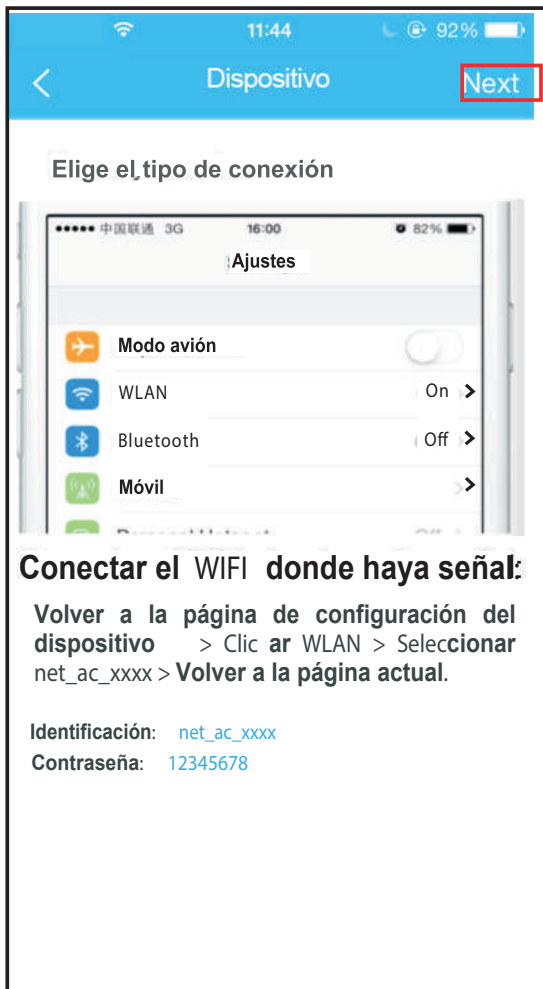 11:44 92%
Dispositivo Next
Elige el tipo de conexión
中国联通 3G 16:00 82%
Ajustes
Modo avión
WLAN On
Bluetooth Off
Móvil
Conectar el WIFI donde haya señal:
Volver a la página de configuración del
dispositivo > Clic ar WLAN > Seleccionar
net_ac_xxxx > Volver a la página actual.
Identificación: net_ac_xxxx
Contraseña: 12345678